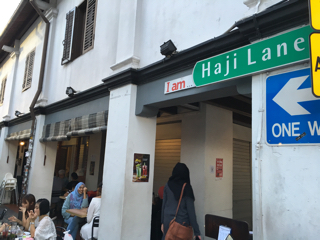 I am...
Haji Lane
ONE W
A